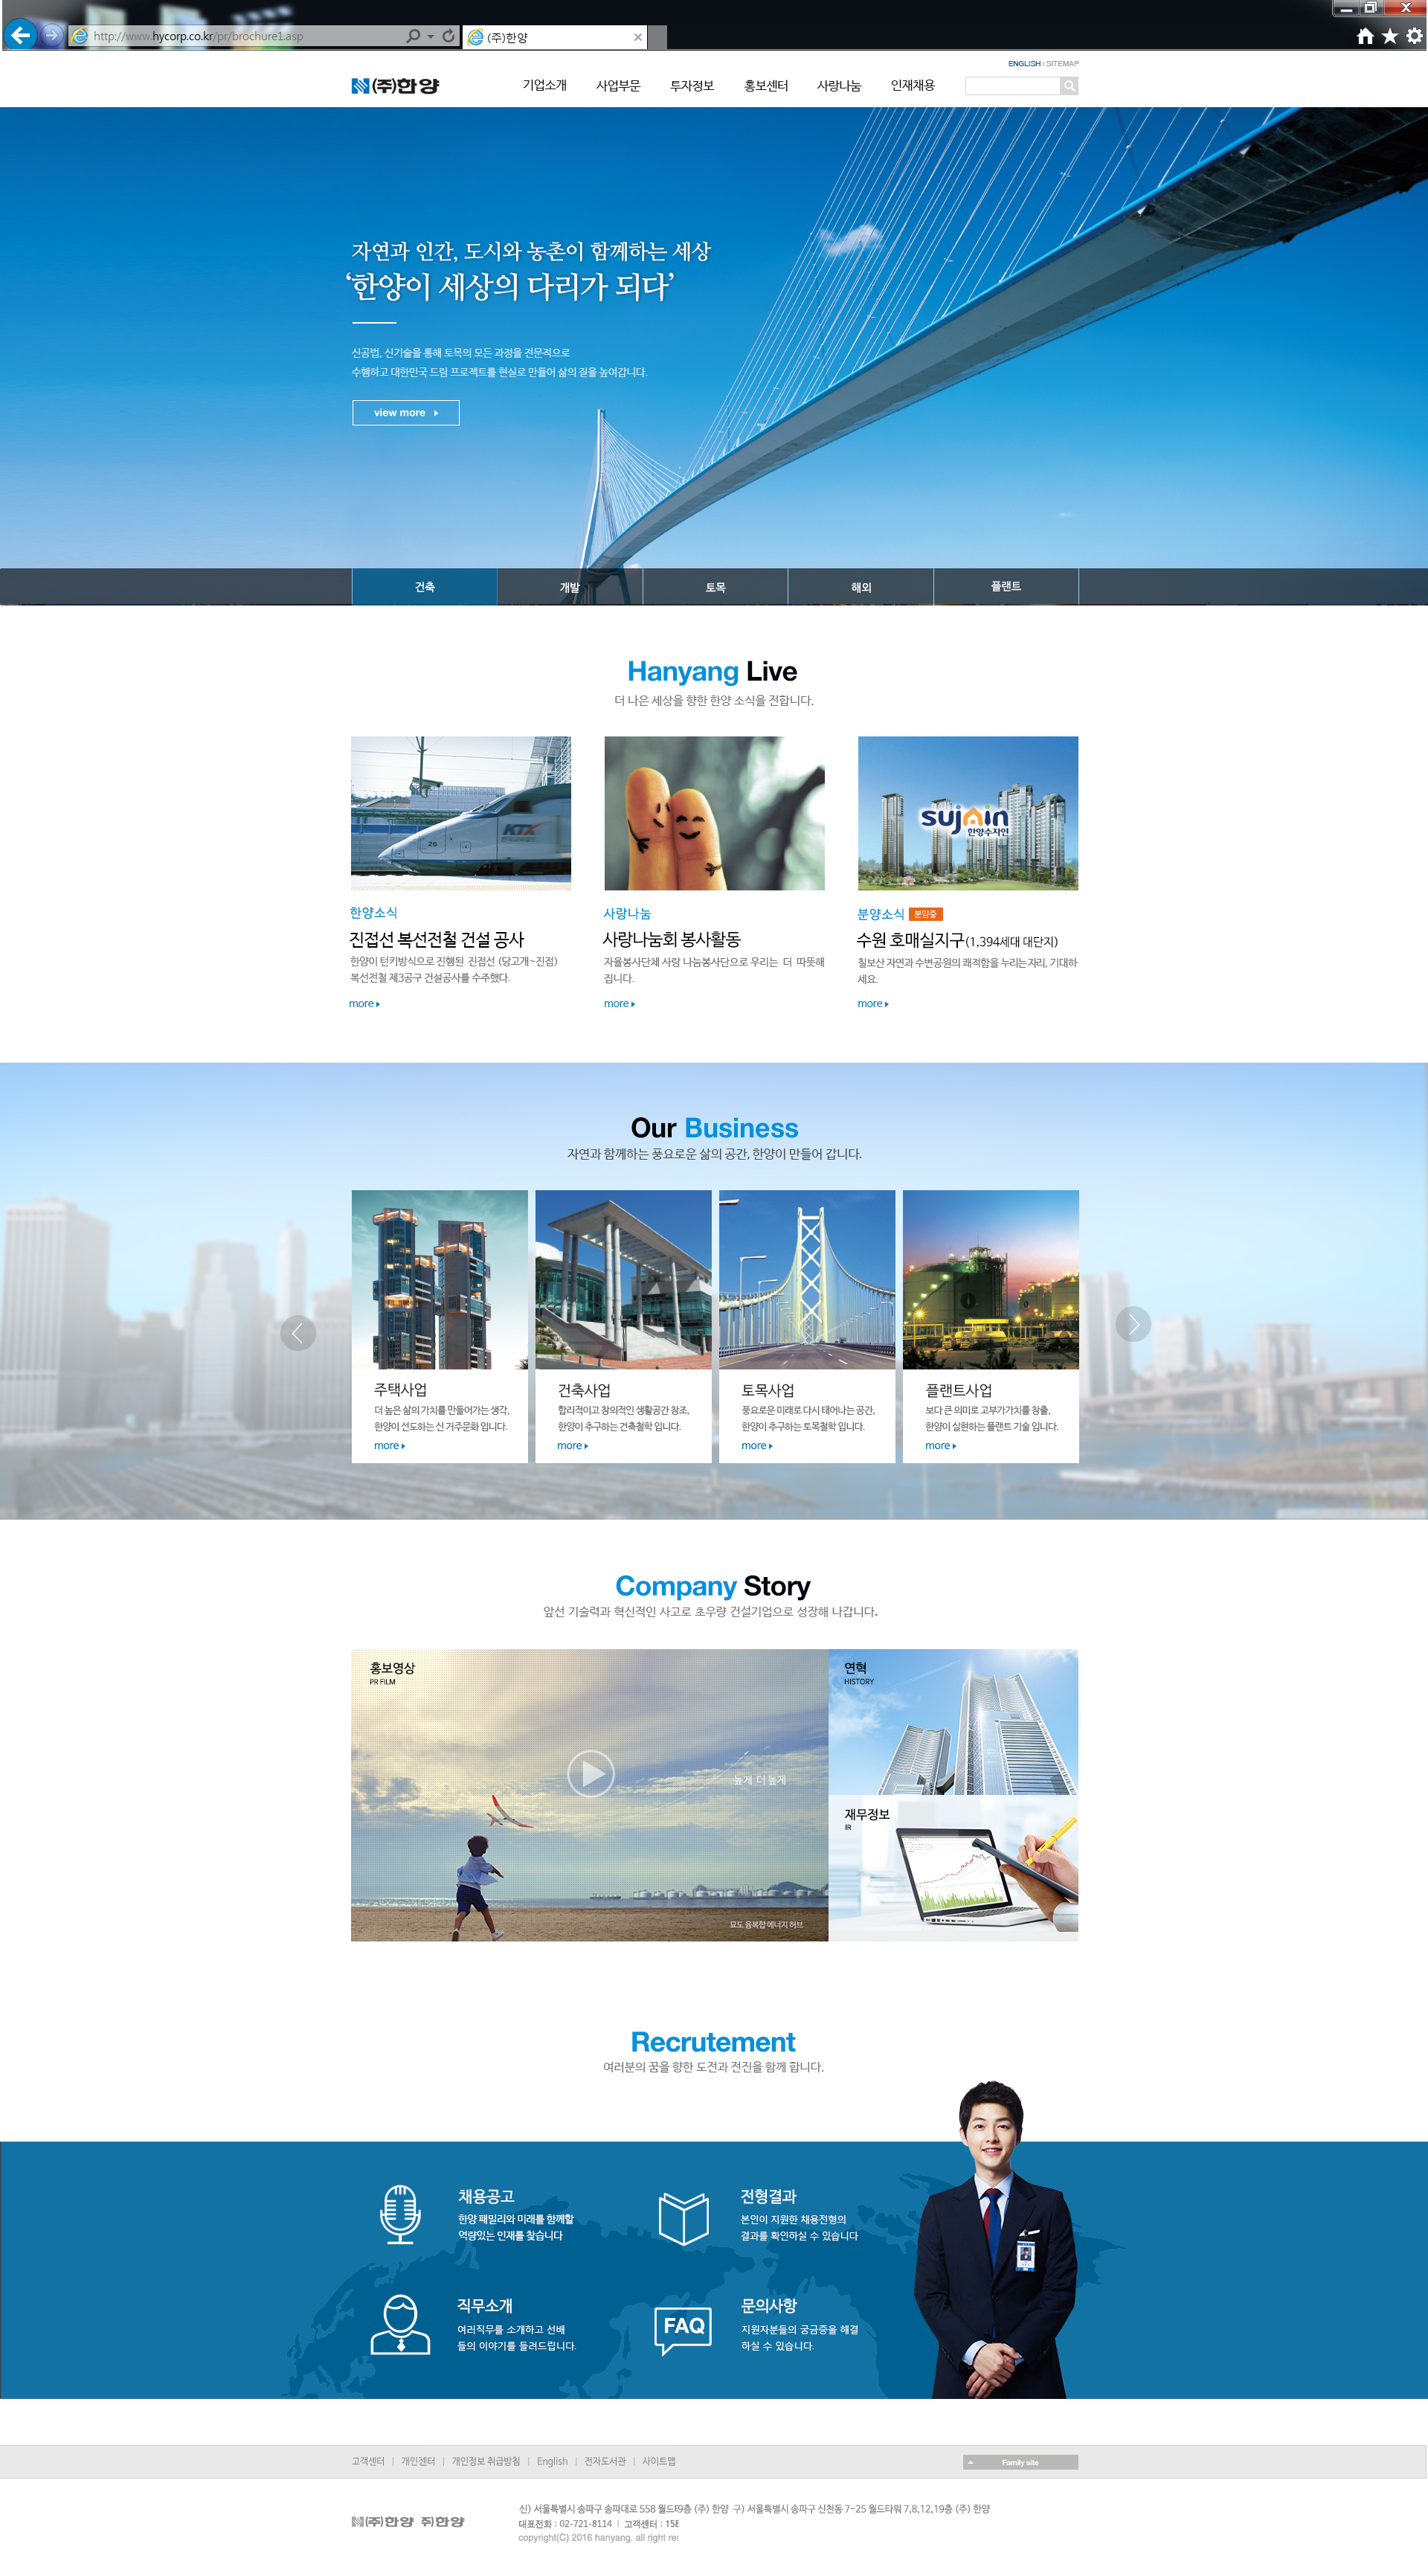 http://www.hycorp.co.kr/pr/brochure1.asp
(주)한양
ENGLISH | SITEMAP
(주)한양
기업소개 사업부문 투자정보 홍보센터 사랑나눔 인재채용
자연과 인간, 도시와 농촌이 함께하는 세상
‘한양이 세상의 다리가 되다’
신공법, 신기술을 통해 토목의 모든 과정을 전문적으로
수행하고 대한민국 드림 프로젝트를 현실로 만들어 삶의 질을 높여갑니다.
view more
건축 개발 토목 해외 플랜트
Hanyang Live
더 나은 세상을 향한 한양 소식을 전합니다.
KTX
26
sujain
한양수자인
한양소식
진접선 복선전철 건설 공사
한양이 턴키방식으로 진행된 진접선 (당고개~진접)
복선전철 제3공구 건설공사를 수주했다.
more
사랑나눔
사랑나눔회 봉사활동
자율봉사단체 사랑 나눔봉사단으로 우리는 더 따뜻해
집니다.
more
분양소식 분양중
수원 호매실지구(1,394세대 대단지)
칠보산 자연과 수변공원의 쾌적함을 누리는자리, 기대하
세요.
more
Our Business
자연과 함께하는 풍요로운 삶의 공간, 한양이 만들어 갑니다.
주택사업
더 높은 삶의 가치를 만들어가는 생각,
한양이 선도하는 신 거주문화 입니다.
more
건축사업
합리적이고 창의적인 생활공간 창조,
한양이 추구하는 건축철학 입니다.
more
토목사업
풍요로운 미래로 다시 태어나는 공간,
한양이 추구하는 토목철학 입니다.
more
플랜트사업
보다 큰 의미로 고부가가치를 창출,
한양이 실현하는 플랜트 기술 입니다.
more
Company Story
앞선 기술력과 혁신적인 사고로 초우량 건설기업으로 성장해 나갑니다.
홍보영상
PR FILM
높게 더 높게
묘도 융복합 에너지 허브
연혁
HISTORY
재무정보
IR
Recrutement
여러분의 꿈을 향한 도전과 전진을 함께 합니다.
채용공고
한양 패밀리와 미래를 함께할
역량있는 인재를 찾습니다
전형결과
본인이 지원한 채용전형의
결과를 확인하실 수 있습니다
직무소개
여러직무를 소개하고 선배
들의 이야기를 들려드립니다.
FAQ
문의사항
지원자분들의 궁금증을 해결
하실 수 있습니다.
고객센터 | 개인젠터 | 개인정보 취급방침 | English | 전자도서관 | 사이트맵
Family site
(주)한양 주)한양
신) 서울특별시 송파구 송파대로 558 월드타9층 (주) 한양 구) 서울특별시 송파구 신천동 7-25 월드타워 7,8,12,19층 (주) 한양
대표전화 : 02-721-8114 | 고객센터 : 158
copyright(C) 2016 hanyang. all right res